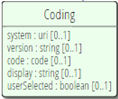 Coding
system : uri [0..1]
version : string [0..1]
code : code [0..1]
display : string [0..1]
userSelected : boolean [0..1]